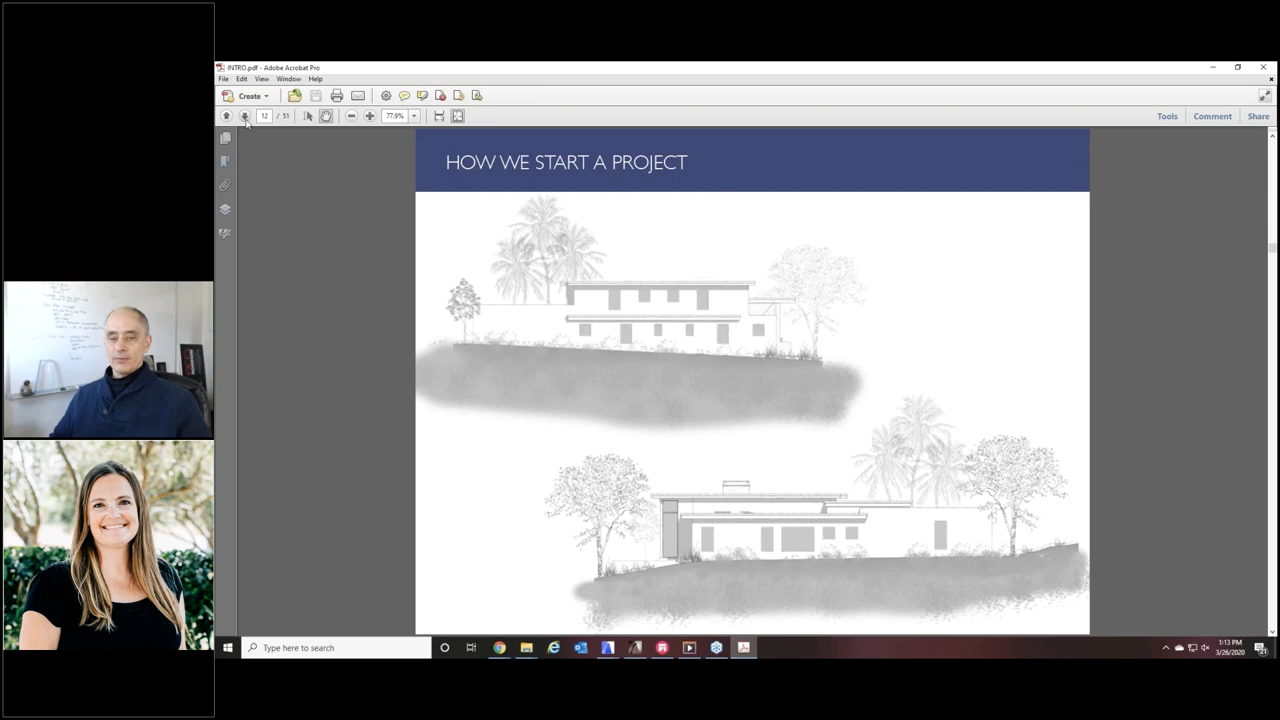 INTRO.pdf - Adobe Acrobat Pro
File Edit View Window Help
Create
12 / 51 77.9% Tools Comment Share
HOW WE START A PROJECT
Type here to search
1:13 PM
3/26/2020
21